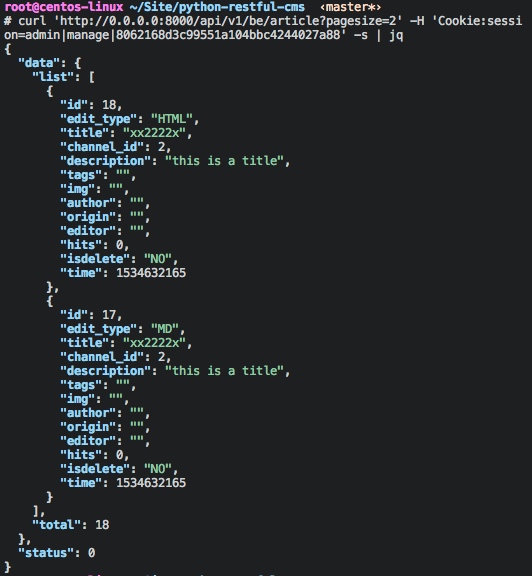 root@centos-linux ~/Site/python-restful-cms ‹master*›
# curl 'http://0.0.0.0:8000/api/v1/be/article?pagesize=2' -H 'Cookie:sessi
on=admin|manage|8062168d3c99551a104bbc4244027a88' -s | jq
{
  "data": {
    "list": [
      {
        "id": 18,
        "edit_type": "HTML",
        "title": "xx2222x",
        "channel_id": 2,
        "description": "this is a title",
        "tags": "",
        "img": "",
        "author": "",
        "origin": "",
        "editor": "",
        "hits": 0,
        "isdelete": "NO",
        "time": 1534632165
      },
      {
        "id": 17,
        "edit_type": "MD",
        "title": "xx2222x",
        "channel_id": 2,
        "description": "this is a title",
        "tags": "",
        "img": "",
        "author": "",
        "origin": "",
        "editor": "",
        "hits": 0,
        "isdelete": "NO",
        "time": 1534632165
      }
    ],
    "total": 18
  },
  "status": 0
}